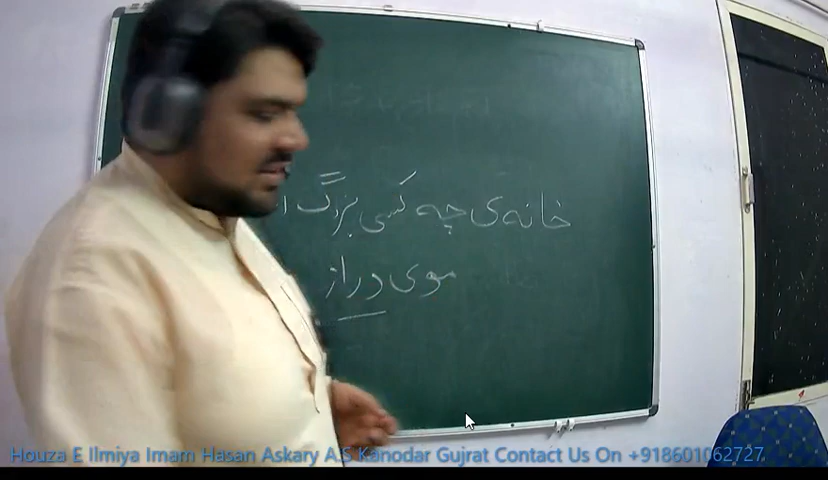 خانه‌ی چه کسی بزرگ
موی دراز
Houza E Ilmiya Imam Hasan Askary A.S Kanodar Gujrat Contact Us On +918601062727